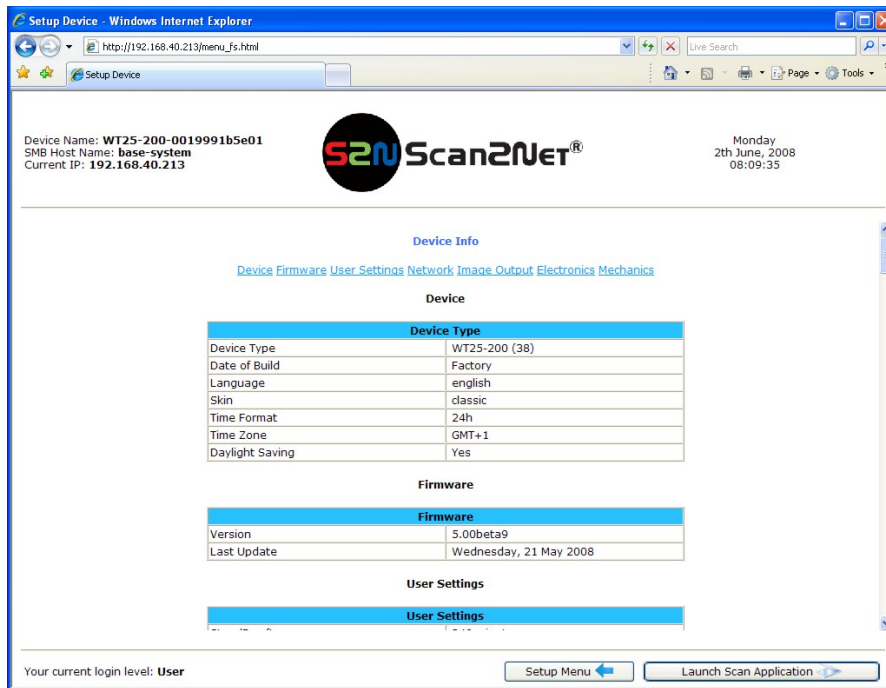 Setup Device - Windows Internet Explorer
http://192.168.40.213/menu_fs.html
Live Search
Setup Device
Page
Tools
Device Name: WT25-200-0019991b5e01
SMB Host Name: base-system
Current IP: 192.168.40.213
S2N Scan2Net®
Monday
2th June, 2008
08:09:35
Device Info
Device Firmware User Settings Network Image Output Electronics Mechanics
Device
Device Type
Device Type WT25-200 (38)
Date of Build Factory
Language english
Skin classic
Time Format 24h
Time Zone GMT+1
Daylight Saving Yes
Firmware
Firmware
Version 5.00beta9
Last Update Wednesday, 21 May 2008
User Settings
User Settings
Your current login level: User
Setup Menu
Launch Scan Application